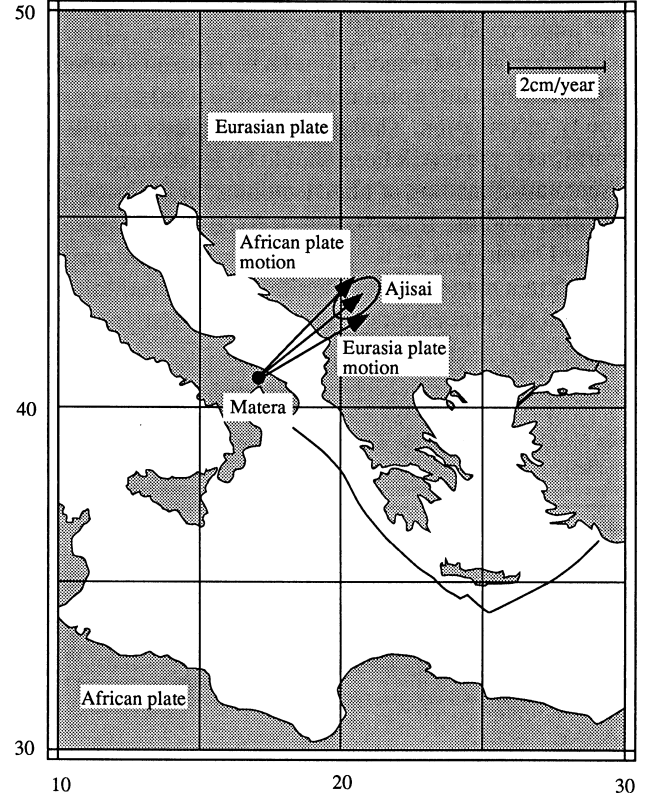 50
2cm/year
Eurasian plate
African plate
motion
Ajisai
Eurasia plate
motion
Matera
40
African plate
30
10
20
30